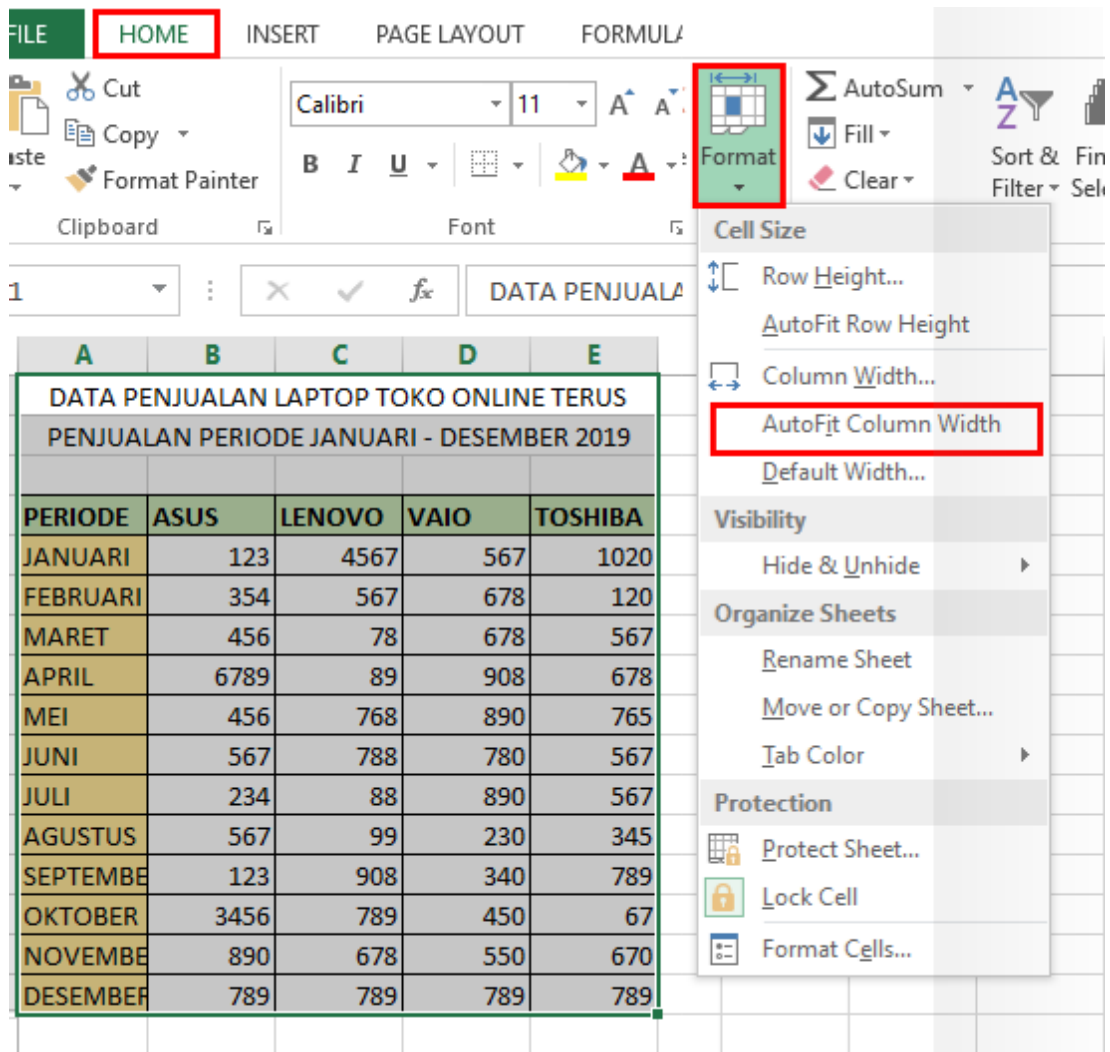 FILE HOME INSERT PAGE LAYOUT FORMULA
Cut
Copy
Format Painter
Clipboard
Calibri 11
B I U
Font
Format
AutoSum
Fill
Clear
Sort &
Filter
Cell Size
Row Height...
AutoFit Row Height
Column Width...
AutoFit Column Width
Default Width...
Visibility
Hide & Unhide
Organize Sheets
Rename Sheet
Move or Copy Sheet...
Tab Color
Protection
Protect Sheet...
Lock Cell
Format Cells...
1 fx DATA PENJUALA
A B C D E
DATA PENJUALAN LAPTOP TOKO ONLINE TERUS
PENJUALAN PERIODE JANUARI - DESEMBER 2019
PERIODE ASUS LENOVO VAIO TOSHIBA
JANUARI 123 4567 567 1020
FEBRUARI 354 567 678 120
MARET 456 78 678 567
APRIL 6789 89 908 678
MEI 456 768 890 765
JUNI 567 788 780 567
JULI 234 88 890 567
AGUSTUS 567 99 230 345
SEPTEMBE 123 908 340 789
OKTOBER 3456 789 450 67
NOVEMBE 890 678 550 670
DESEMBER 789 789 789 789